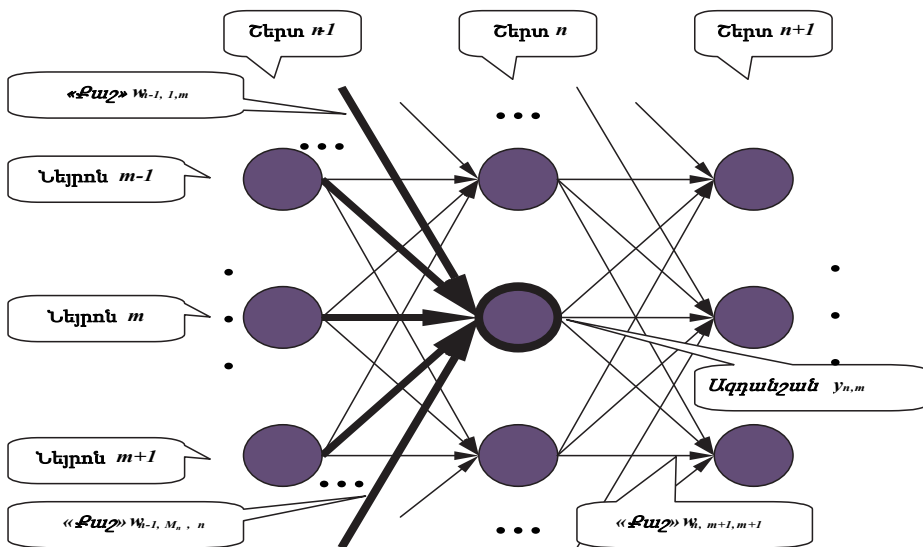 Շերտ n-1
Շերտ n
Շերտ n+1
«Քաշ» wn-1, 1,m
Նեյրոն m-1
Նեյրոն m
Ազդանշան yn,m
Նեյրոն m+1
«Քաշ» wn-1, Mn , n
«Քաշ» wn, m+1,m+1